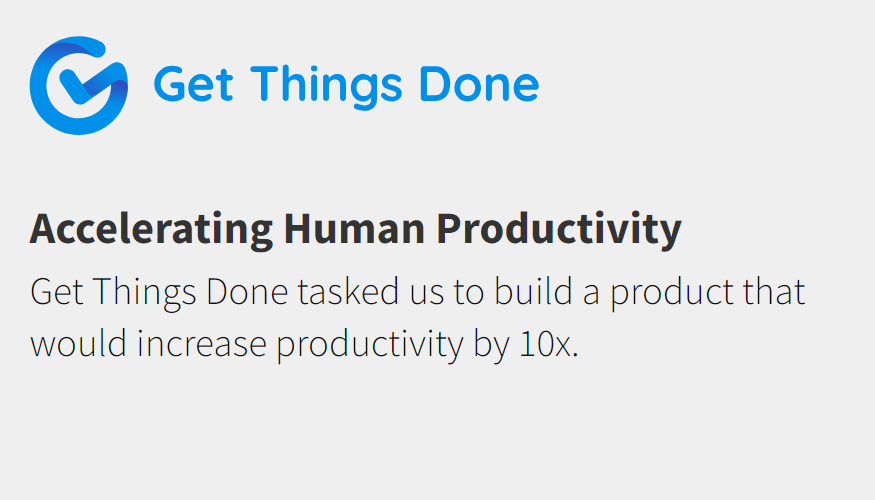 Get Things Done
Accelerating Human Productivity
Get Things Done tasked us to build a product that
would increase productivity by 10x.